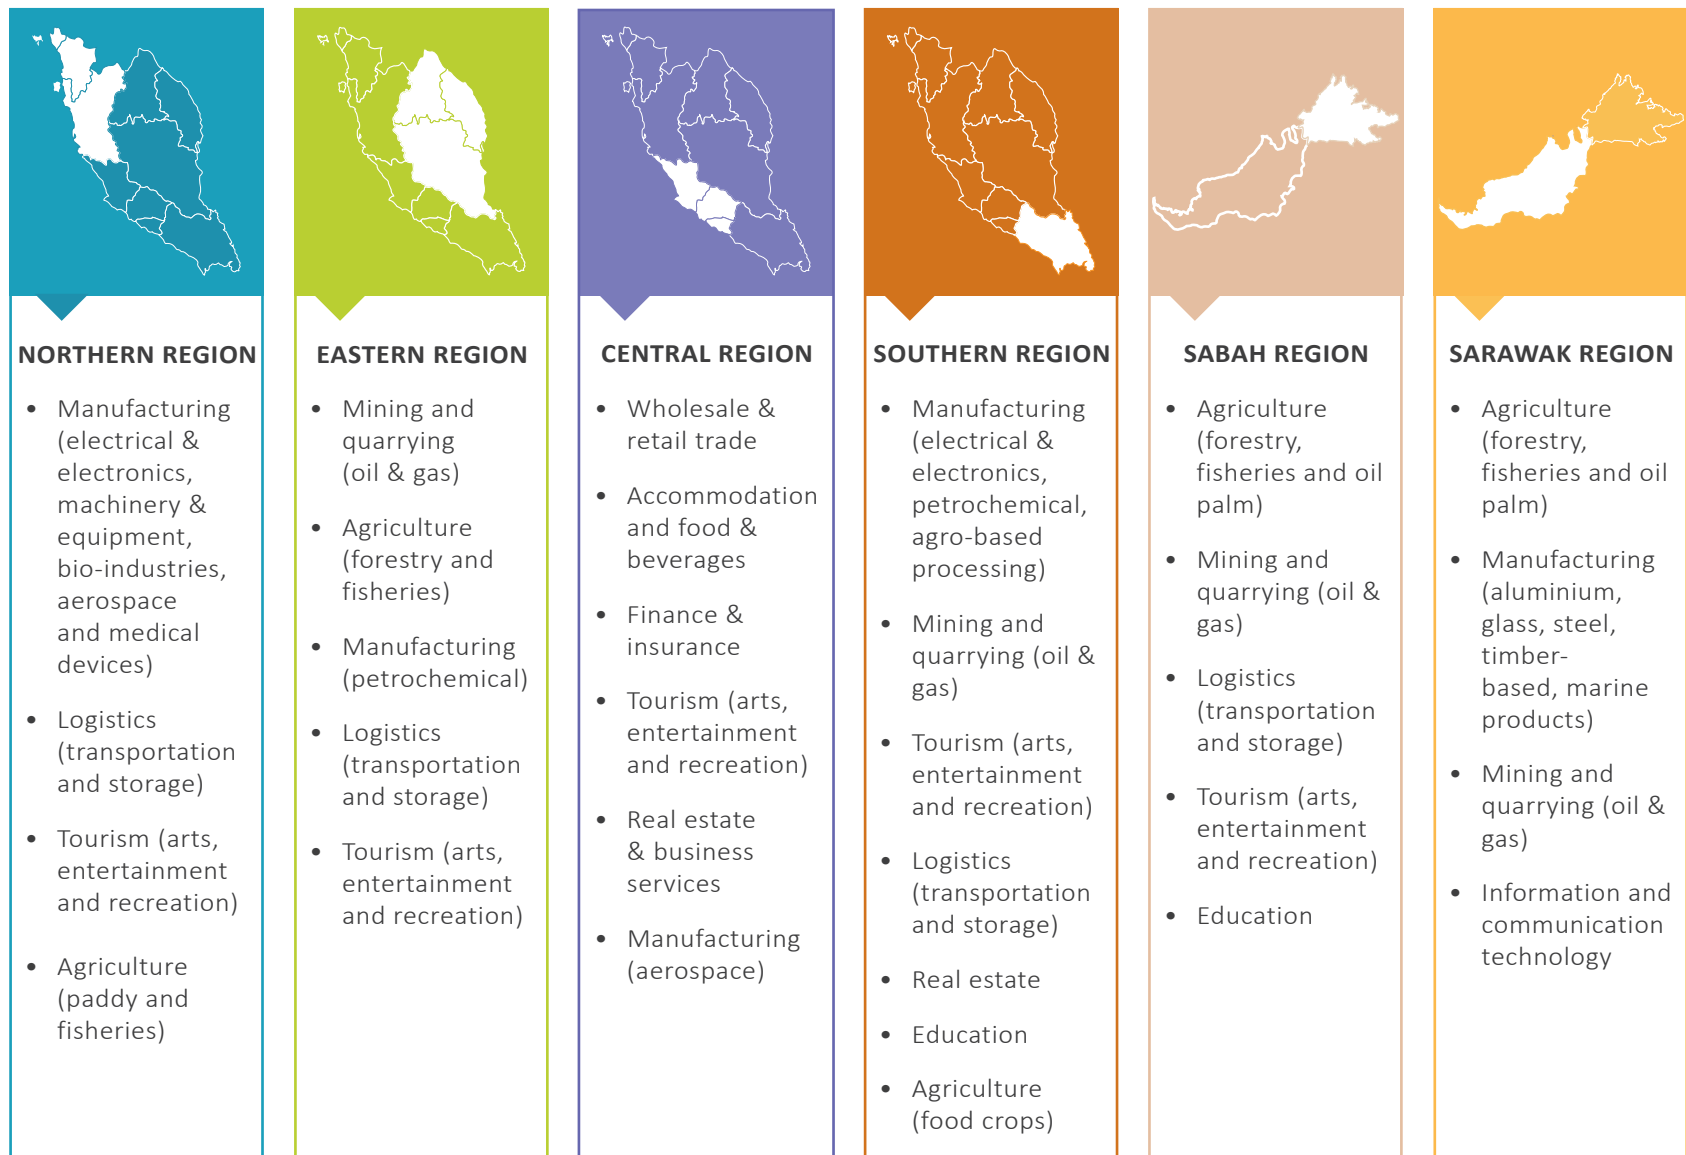 NORTHERN REGION
• Manufacturing
(electrical &
electronics,
machinery &
equipment,
bio-industries,
aerospace
and medical
devices)
• Logistics
(transportation
and storage)
• Tourism (arts,
entertainment
and recreation)
• Agriculture
(paddy and
fisheries)
EASTERN REGION
• Mining and
quarrying
(oil & gas)
• Agriculture
(forestry and
fisheries)
• Manufacturing
(petrochemical)
• Logistics
(transportation
and storage)
• Tourism (arts,
entertainment
and recreation)
CENTRAL REGION
• Wholesale &
retail trade
• Accommodation
and food &
beverages
• Finance &
insurance
• Tourism (arts,
entertainment
and recreation)
• Real estate
& business
services
• Manufacturing
(aerospace)
SOUTHERN REGION
• Manufacturing
(electrical &
electronics,
petrochemical,
agro-based
processing)
• Mining and
quarrying (oil &
gas)
• Tourism (arts,
entertainment
and recreation)
• Logistics
(transportation
and storage)
• Real estate
• Education
• Agriculture
(food crops)
SABAH REGION
• Agriculture
(forestry,
fisheries and oil
palm)
• Mining and
quarrying (oil &
gas)
• Logistics
(transportation
and storage)
• Tourism (arts,
entertainment
and recreation)
• Education
SARAWAK REGION
• Agriculture
(forestry,
fisheries and oil
palm)
• Manufacturing
(aluminium,
glass, steel,
timber-
based, marine
products)
• Mining and
quarrying (oil &
gas)
• Information and
communication
technology